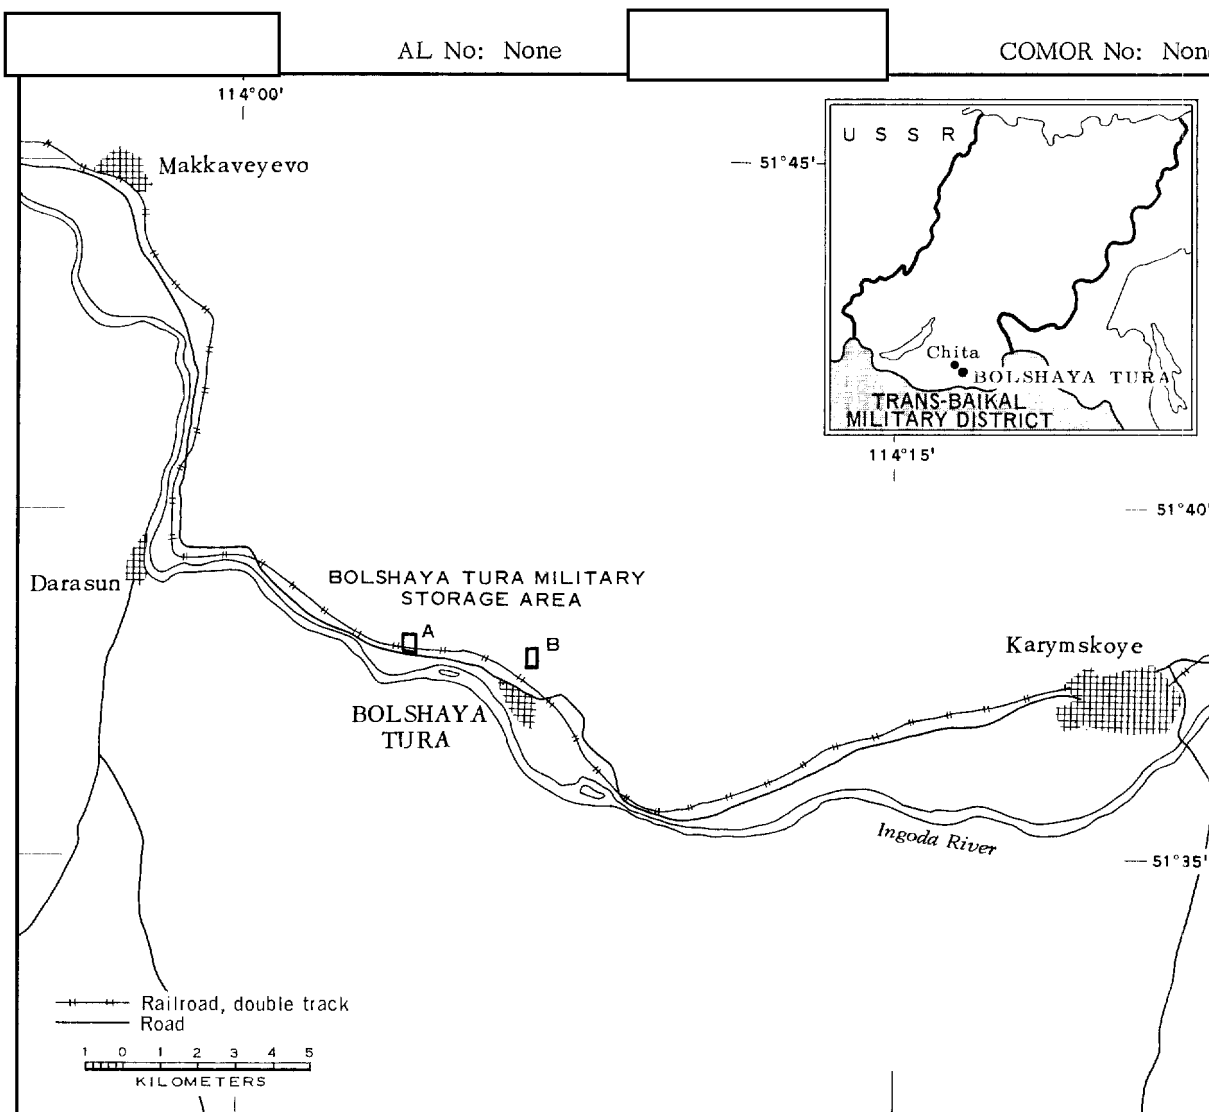 AL No: None
COMOR No: Non
114°00'
Makkaveyevo
51°45'
U S S R
Chita
BOLSHAYA TURA
TRANS-BAIKAL
MILITARY DISTRICT
114°15'
51°40'
Darasun
BOLSHAYA TURA MILITARY
STORAGE AREA
A
B
Karymskoye
BOLSHAYA
TURA
Ingoda River
51°35'
Railroad, double track
Road
1 0 1 2 3 4 5
KILOMETERS